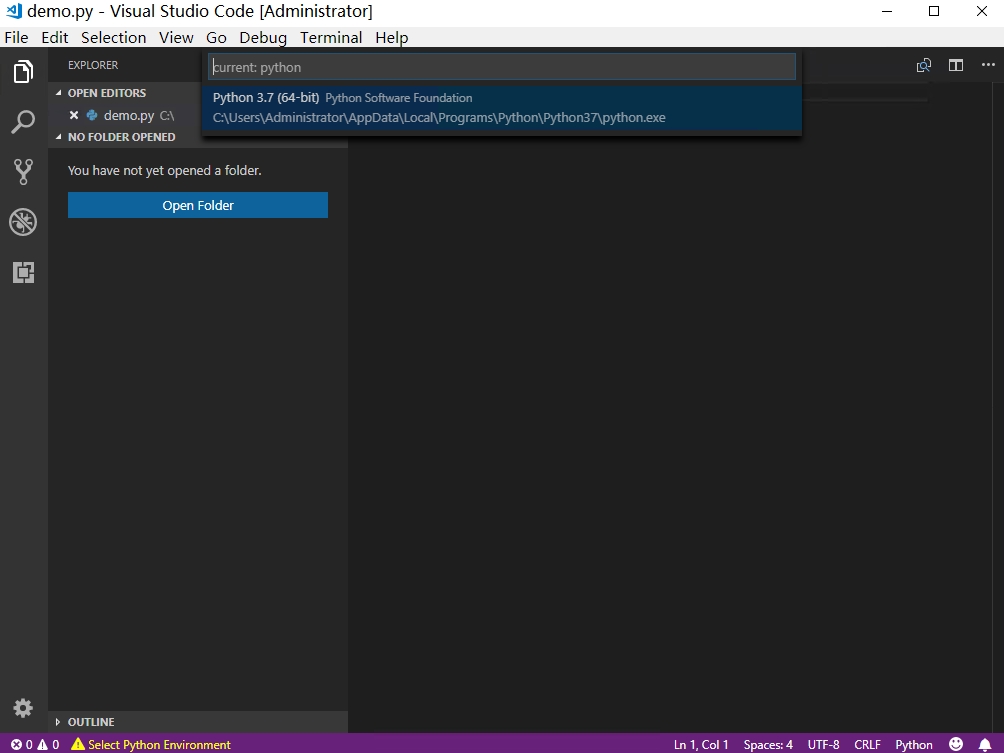 demo.py - Visual Studio Code [Administrator]
File Edit Selection View Go Debug Terminal Help
EXPLORER
current: python
OPEN EDITORS
Python 3.7 (64-bit) Python Software Foundation
demo.py C:\
C:\Users\Administrator\AppData\Local\Programs\Python\Python37\python.exe
NO FOLDER OPENED
You have not yet opened a folder.
Open Folder
OUTLINE
0 0 Select Python Environment Ln 1, Col 1 Spaces: 4 UTF-8 CRLF Python